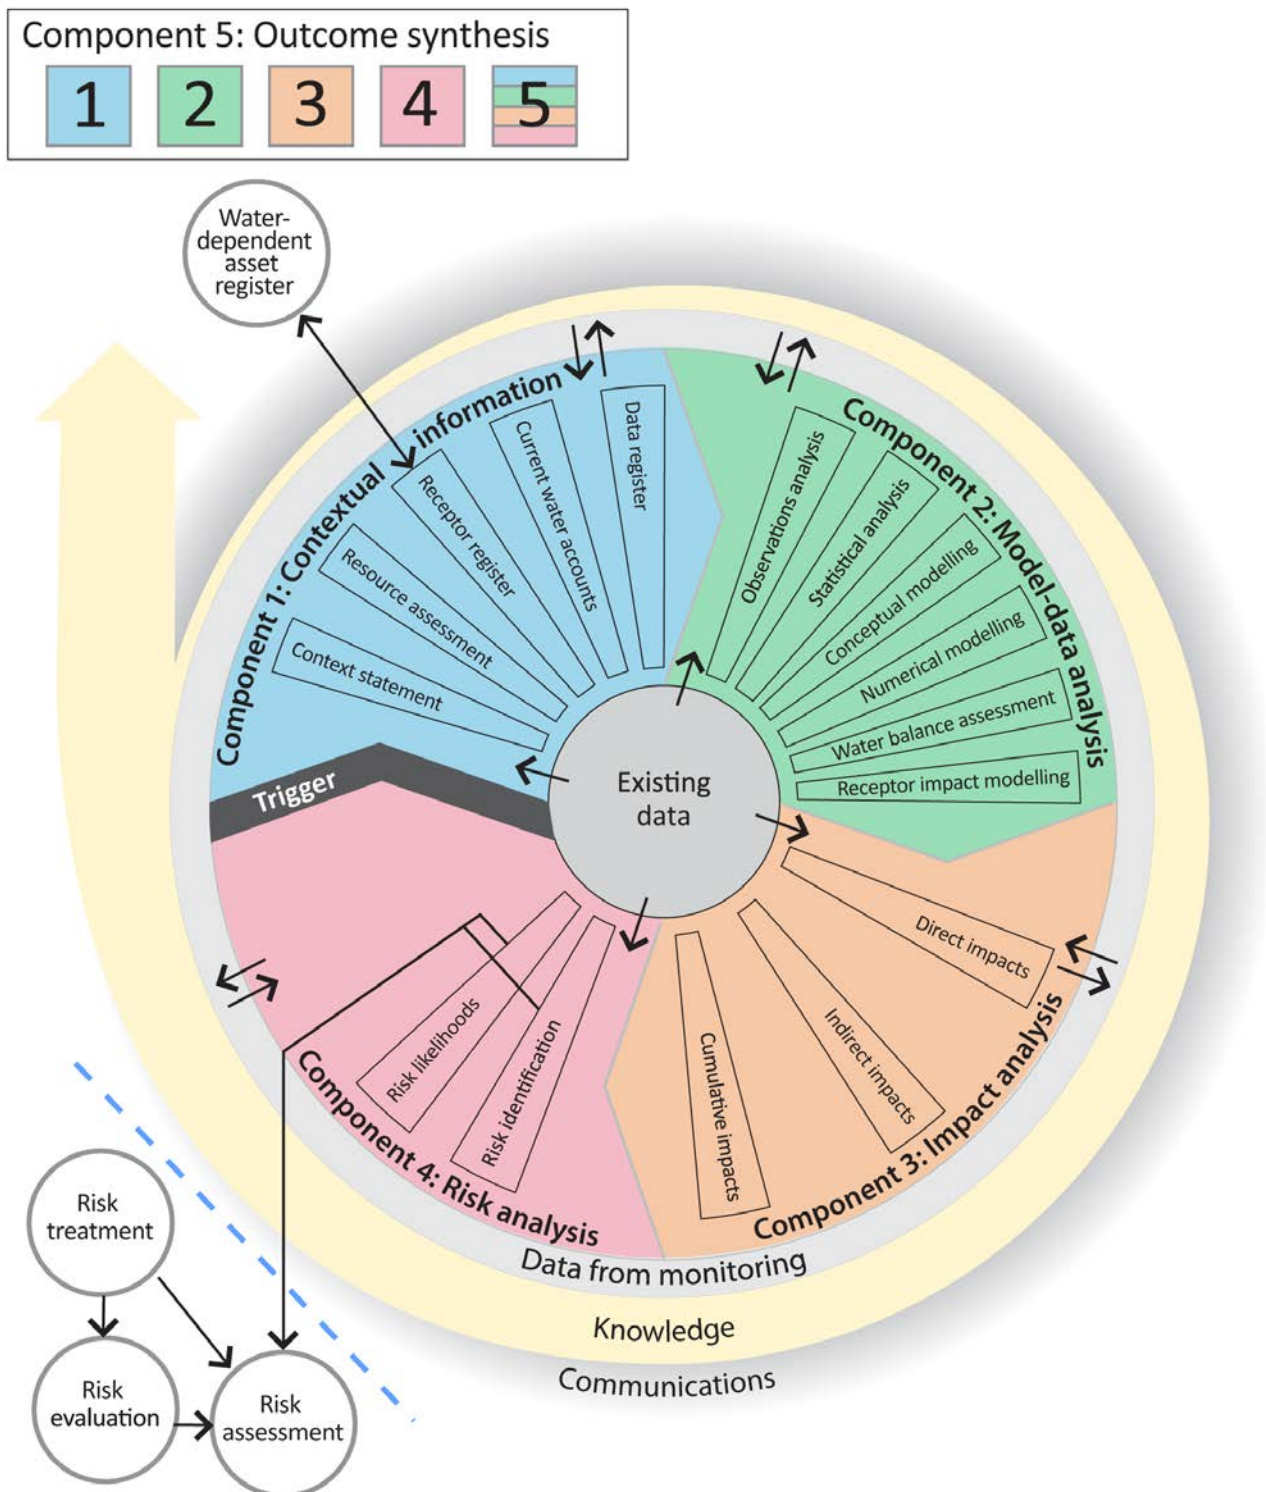 Component 5: Outcome synthesis
1 2 3 4 5
Water-
dependent
asset
register
Component 1: Contextual information
Context statement
Resource assessment
Receptor register
Current water accounts
Data register
Component 2: Model-data analysis
Observations analysis
Statistical analysis
Conceptual modelling
Numerical modelling
Water balance assessment
Receptor impact modelling
Existing
data
Trigger
Component 3: Impact analysis
Direct impacts
Indirect impacts
Cumulative impacts
Component 4: Risk analysis
Risk identification
Risk likelihoods
Data from monitoring
Knowledge
Communications
Risk
treatment
Risk
evaluation
Risk
assessment